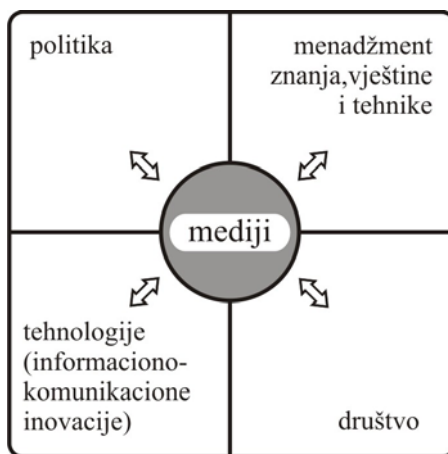 politika
menadžment
znanja,vještine
i tehnike
mediji
tehnologije
(informaciono-
komunikacione
inovacije)
društvo